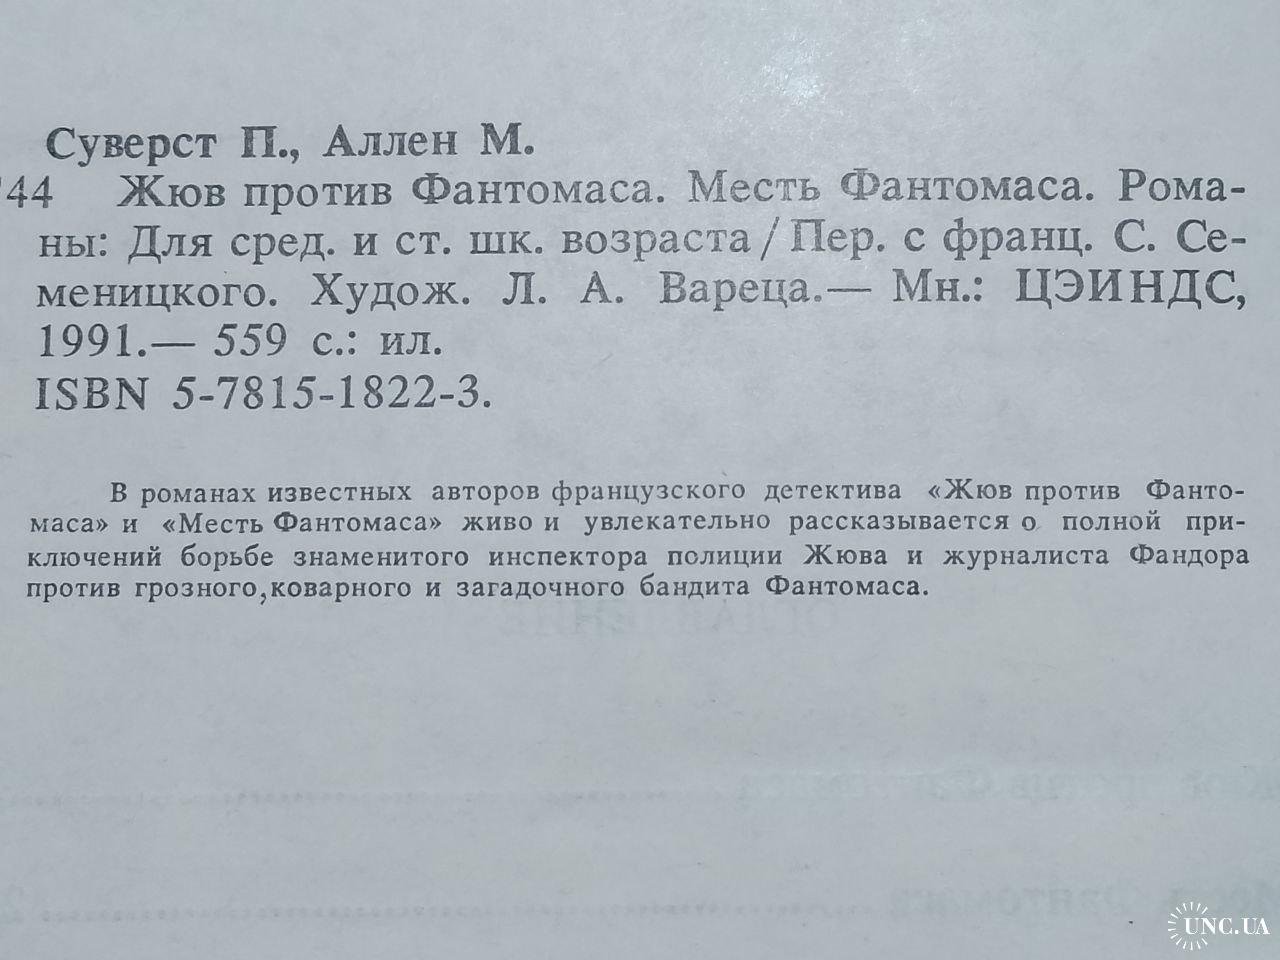 Суверст П., Аллен М.
44 Жюв против Фантомаса. Месть Фантомаса. Рома-
ны: Для сред. и ст. шк. возраста / Пер. с франц. С. Се-
меницкого. Худож. Л. А. Вареца.— Мн.: ЦЭИНДС,
1991.— 559 с.: ил.
ISBN 5-7815-1822-3.
В романах известных авторов французского детектива «Жюв против Фанто-
маса» и «Месть Фантомаса» живо и увлекательно рассказывается о полной при-
ключений борьбе знаменитого инспектора полиции Жюва и журналиста Фандора
против грозного,коварного и загадочного бандита Фантомаса.
UNC.UA